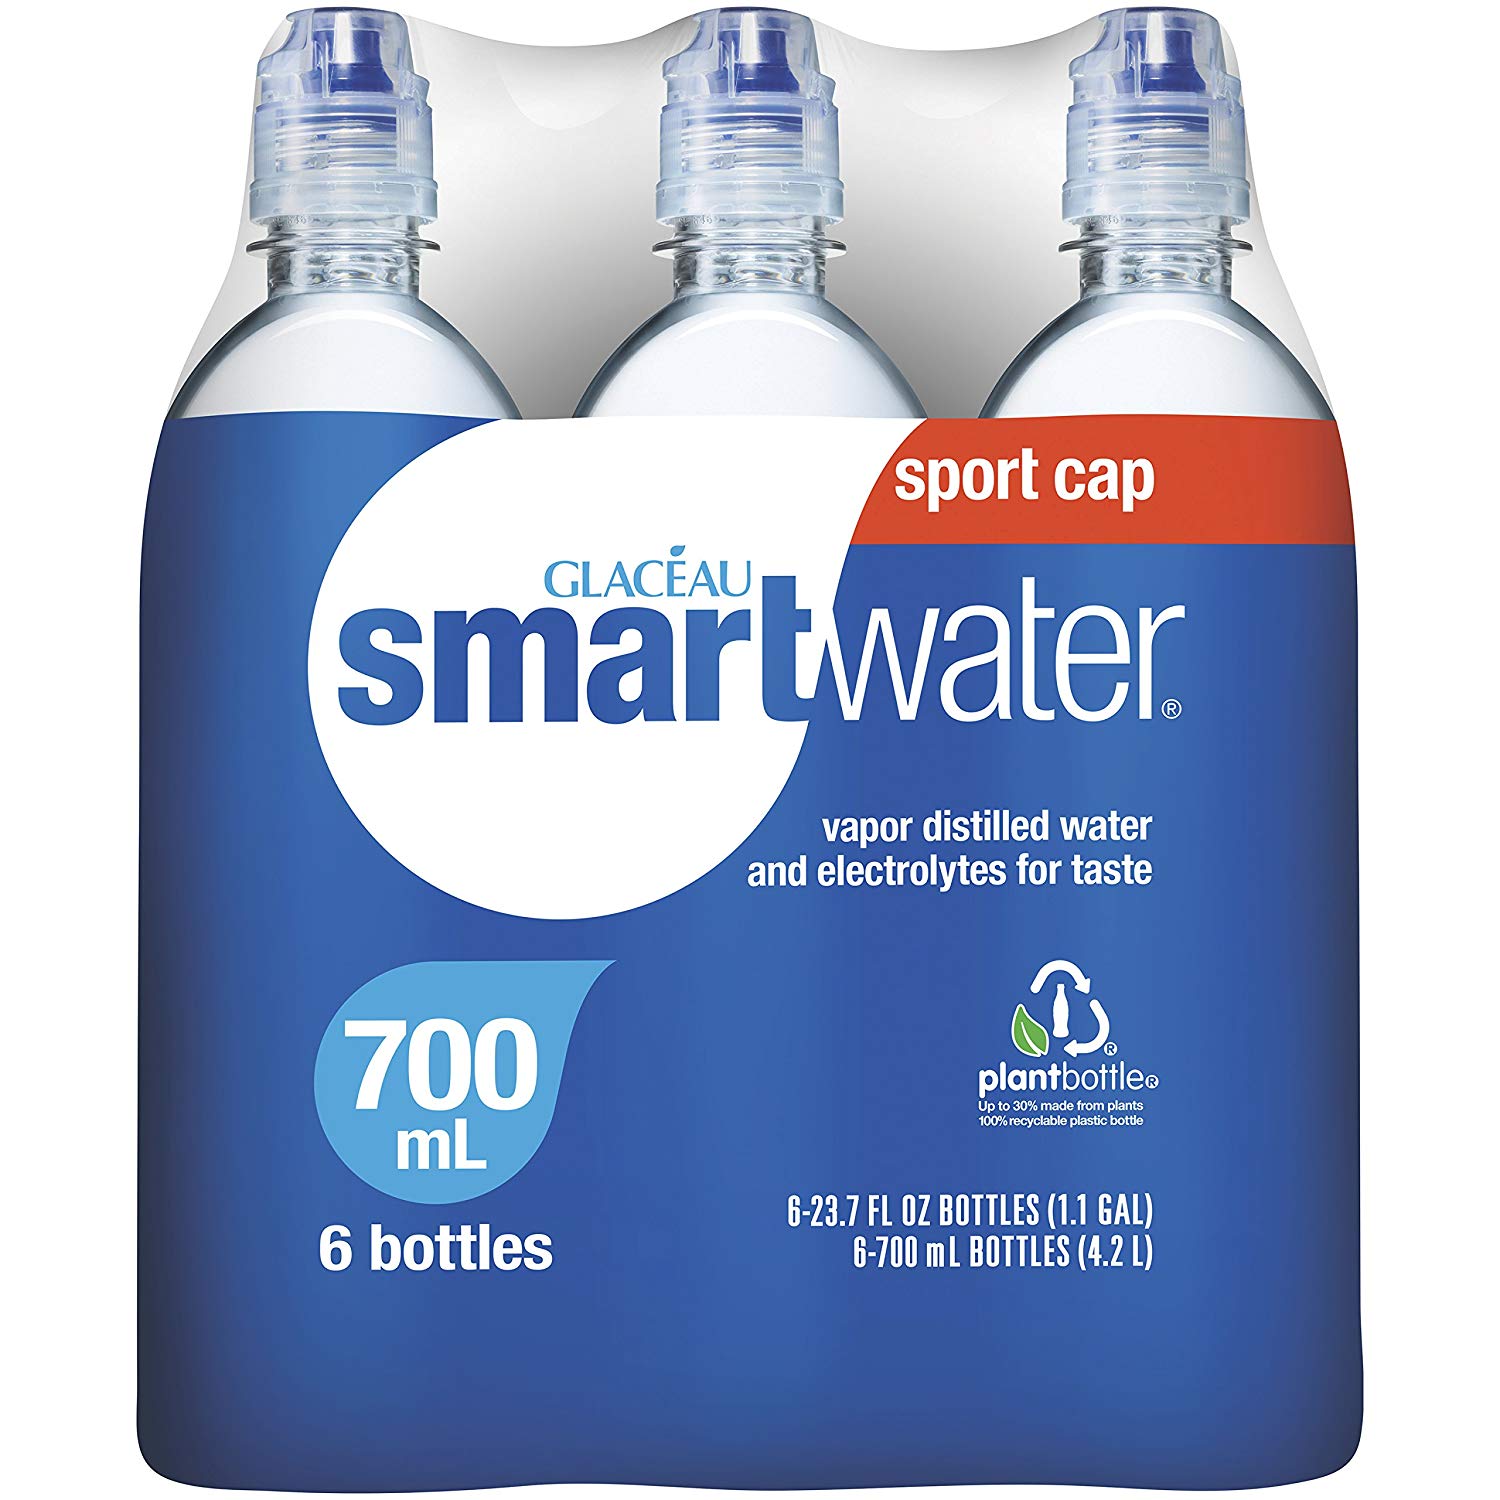 sport cap
GLACÉAU
smartwater®
vapor distilled water
and electrolytes for taste
700
mL
6 bottles
®
plantbottle®
Up to 30% made from plants
100% recyclable plastic bottle
6-23.7 FL OZ BOTTLES (1.1 GAL)
6-700 mL BOTTLES (4.2 L)